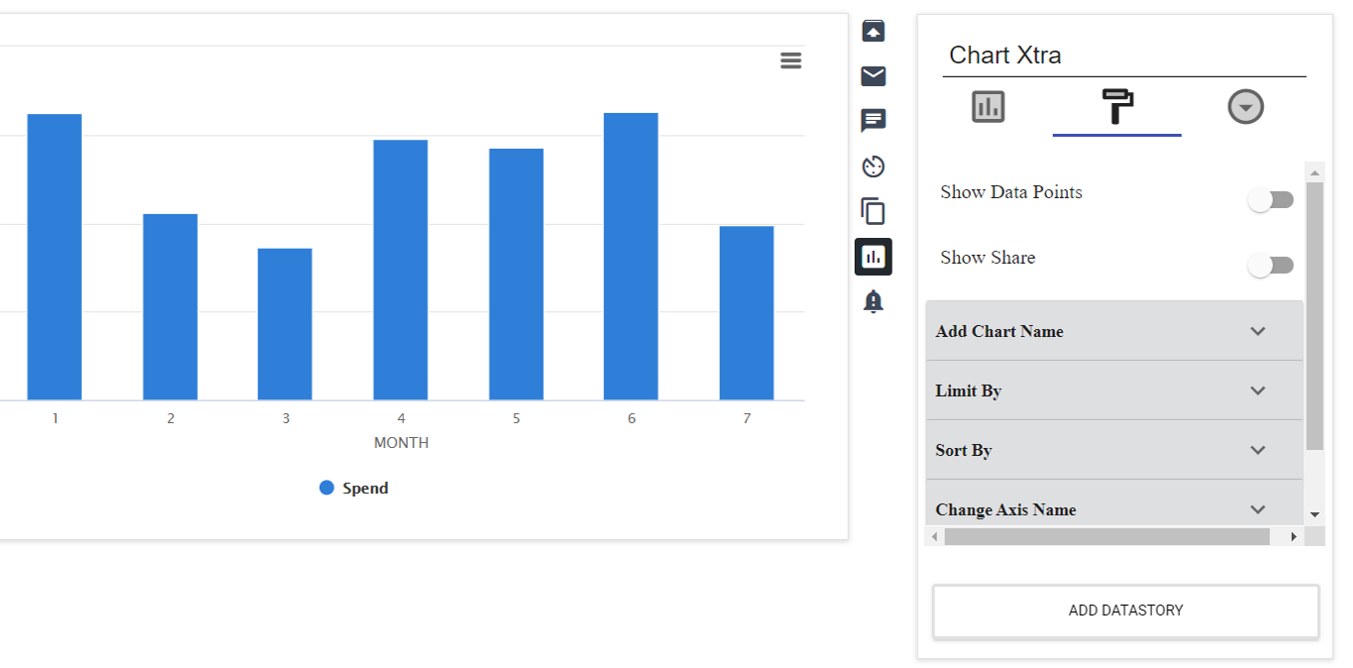 1 2 3 4 5 6 7
MONTH
Spend
Chart Xtra
Show Data Points
Show Share
Add Chart Name
Limit By
Sort By
Change Axis Name
ADD DATASTORY